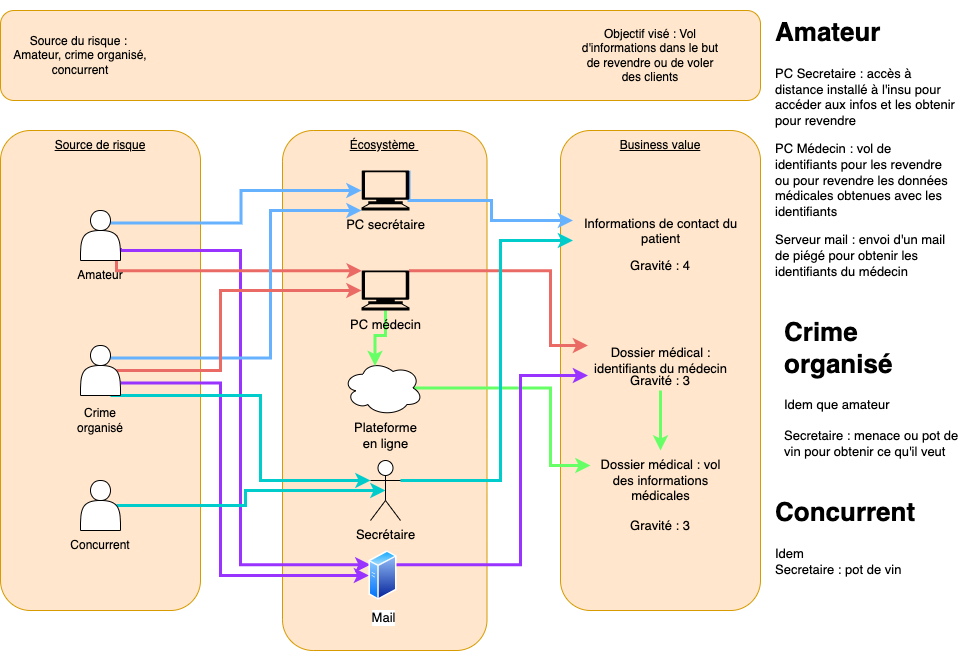 Source du risque :
Amateur, crime organisé,
concurrent
Objectif visé : Vol
d'informations dans le but
de revendre ou de voler
des clients
Source de risque
Amateur
Crime
organisé
Concurrent
Écosystème
PC secrétaire
PC médecin
Plateforme
en ligne
Secrétaire
Mail
Business value
Informations de contact du
patient
Gravité : 4
Dossier médical :
identifiants du médecin
Gravité : 3
Dossier médical : vol
des informations
médicales
Gravité : 3
Amateur
PC Secretaire : accès à
distance installé à l'insu pour
accéder aux infos et les obtenir
pour revendre
PC Médecin : vol de
identifiants pour les revendre
ou pour revendre les données
médicales obtenues avec les
identifiants
Serveur mail : envoi d'un mail
de piégé pour obtenir les
identifiants du médecin
Crime
organisé
Idem que amateur
Secretaire : menace ou pot de
vin pour obtenir ce qu'il veut
Concurrent
Idem
Secretaire : pot de vin